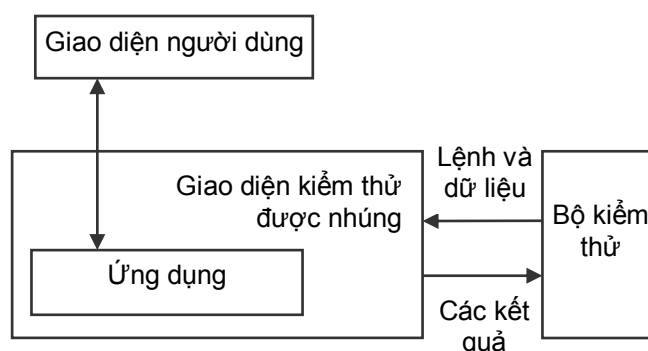 Giao diện người dùng
Giao diện kiểm thử
được nhúng
Ứng dụng
Lệnh và
dữ liệu
Bộ kiểm
thử
Các kết
quả